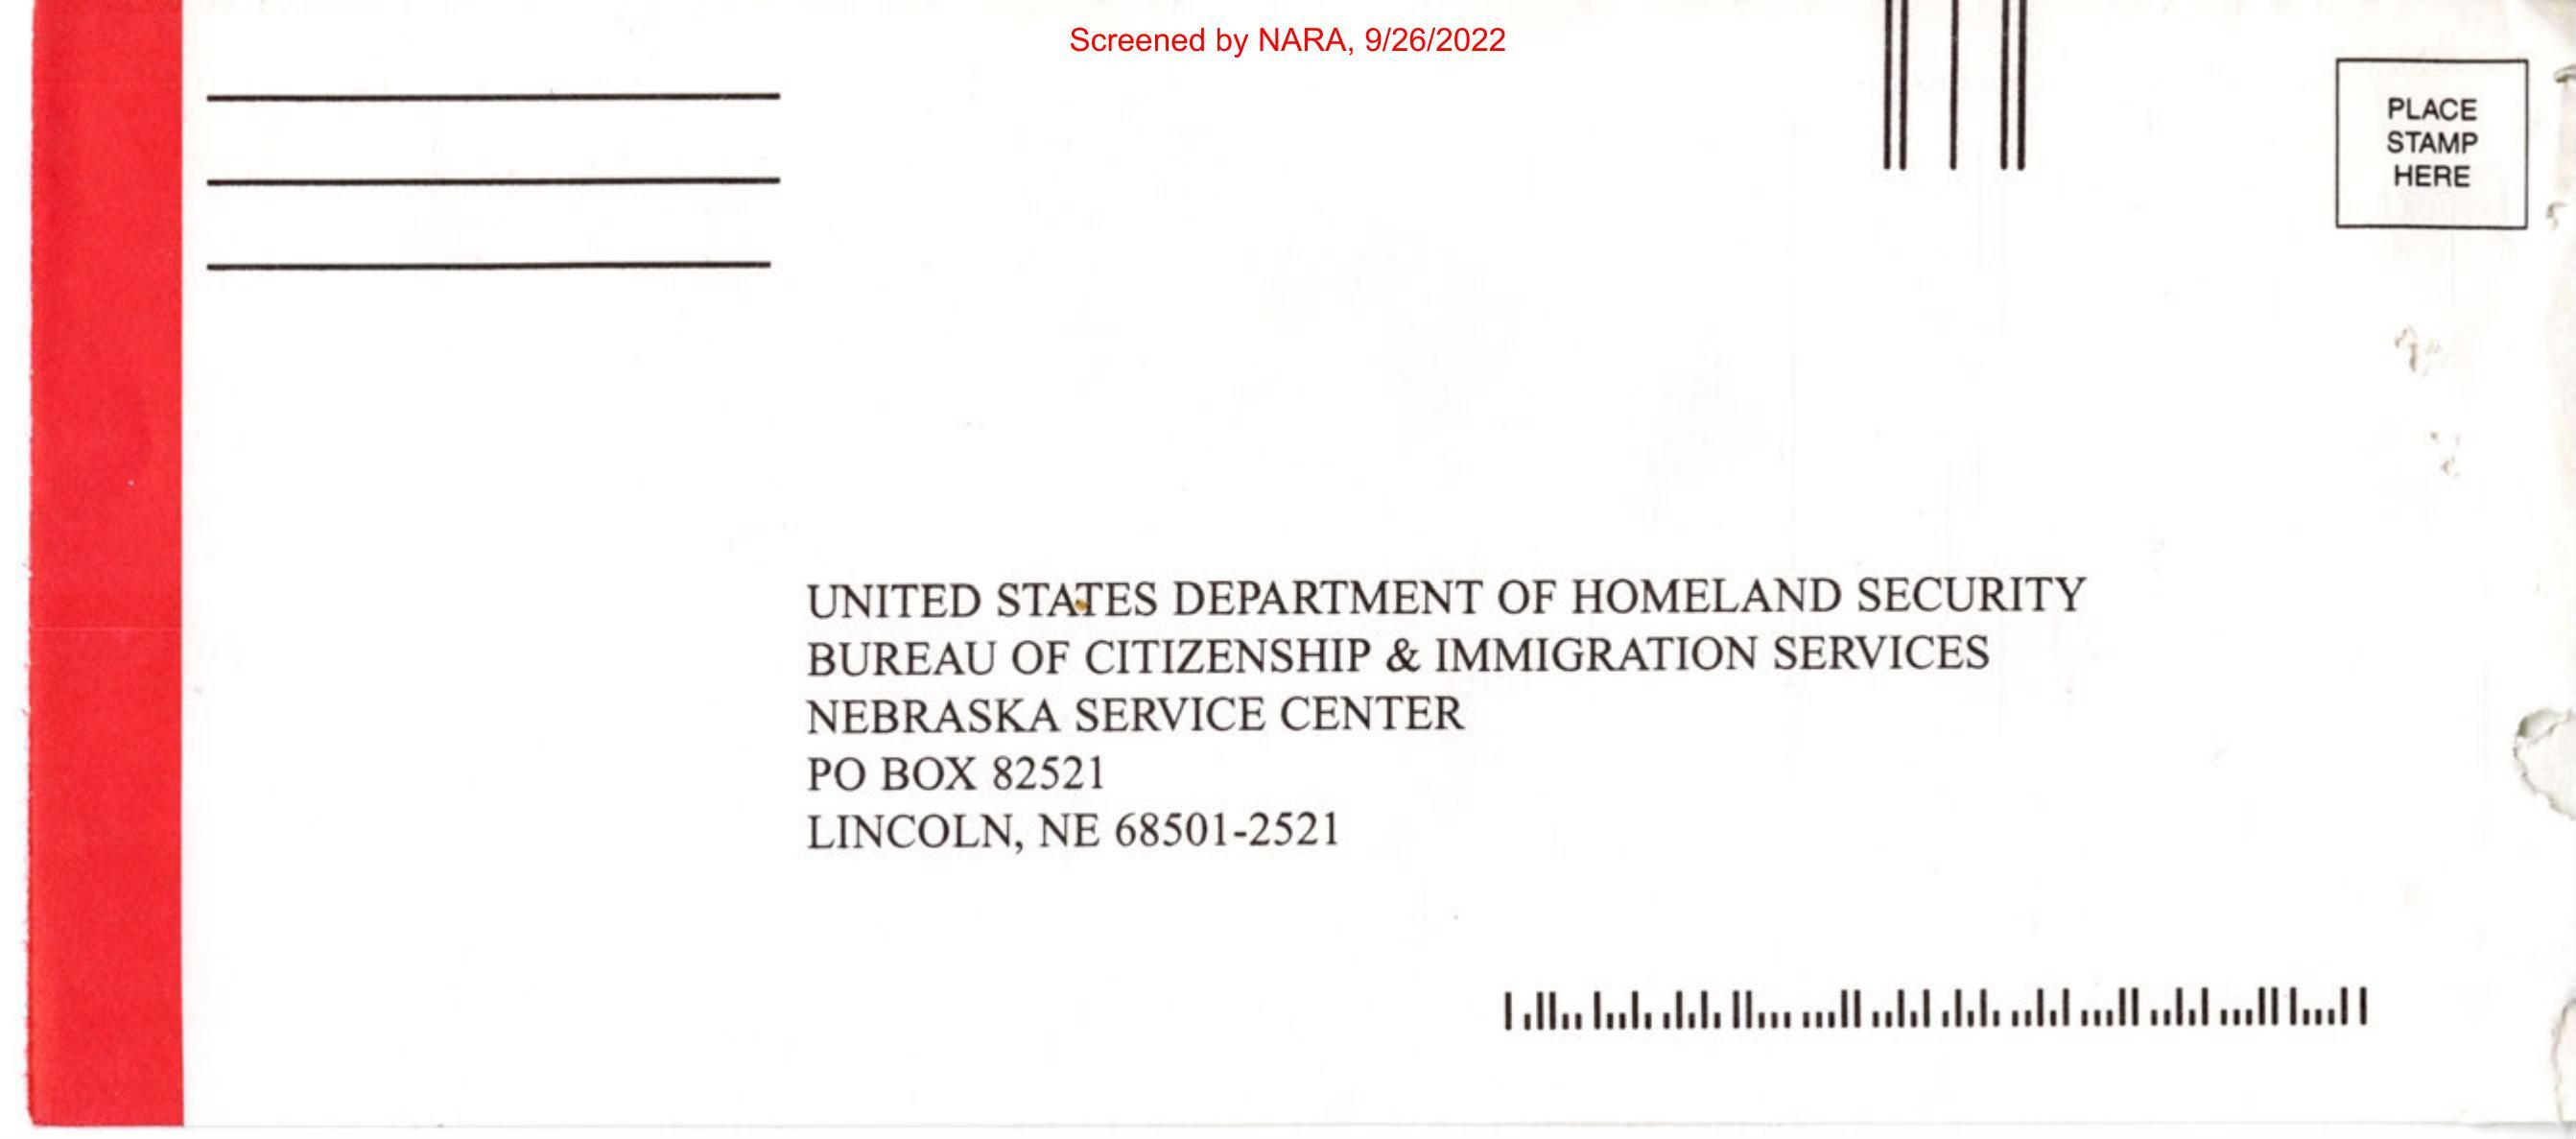 Screened by NARA, 9/26/2022
PLACE
STAMP
HERE
UNITED STATES DEPARTMENT OF HOMELAND SECURITY
BUREAU OF CITIZENSHIP & IMMIGRATION SERVICES
NEBRASKA SERVICE CENTER
PO BOX 82521
LINCOLN, NE 68501-2521